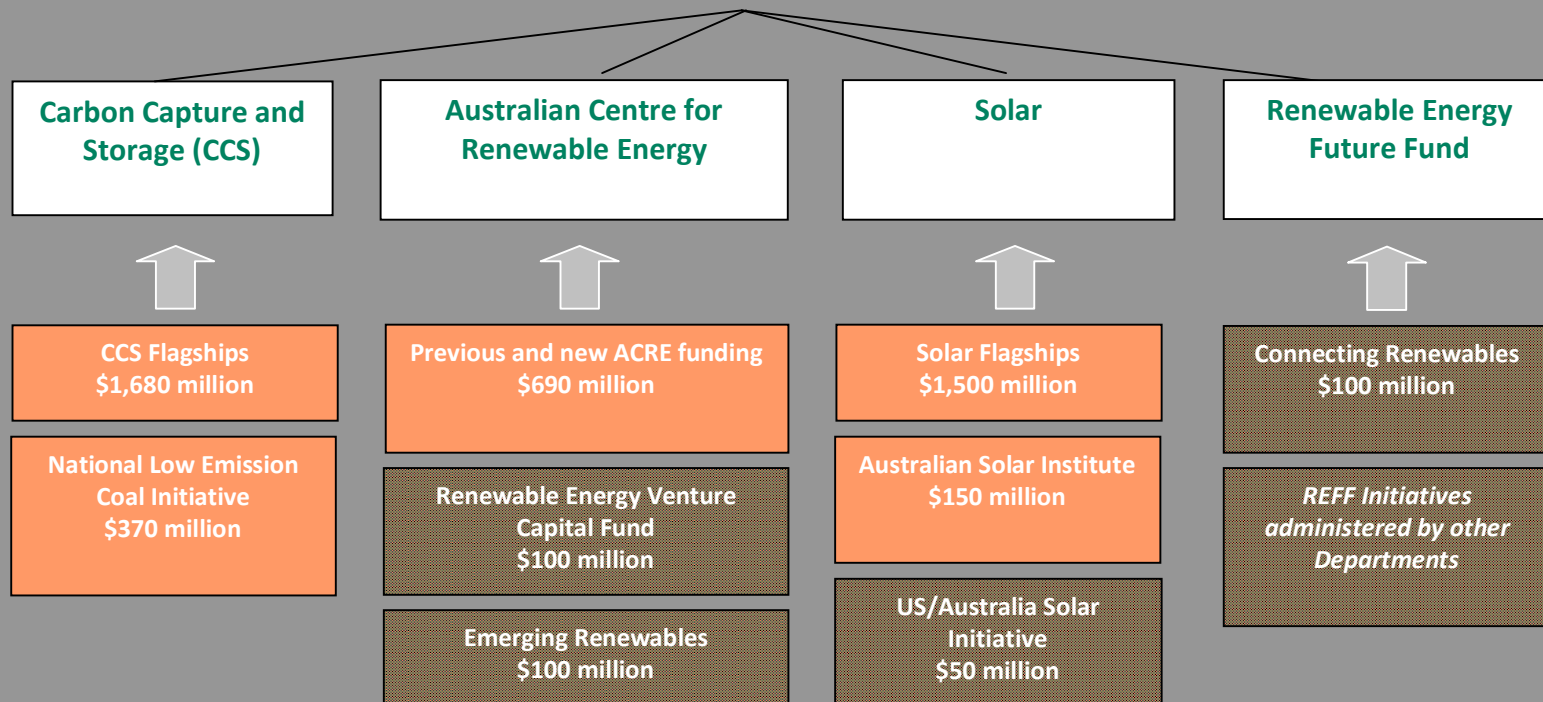 Carbon Capture and
Storage (CCS)
Australian Centre for
Renewable Energy
Solar
Renewable Energy
Future Fund
CCS Flagships
$1,680 million
National Low Emission
Coal Initiative
$370 million
Previous and new ACRE funding
$690 million
Renewable Energy Venture
Capital Fund
$100 million
Emerging Renewables
$100 million
Solar Flagships
$1,500 million
Australian Solar Institute
$150 million
US/Australia Solar
Initiative
$50 million
Connecting Renewables
$100 million
REFF Initiatives
administered by other
Departments